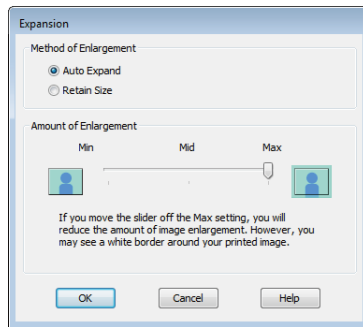 Expansion
Method of Enlargement
Auto Expand
Retain Size
Amount of Enlargement
Min Mid Max
If you move the slider off the Max setting, you will
reduce the amount of image enlargement. However, you
may see a white border around your printed image.
OK Cancel Help